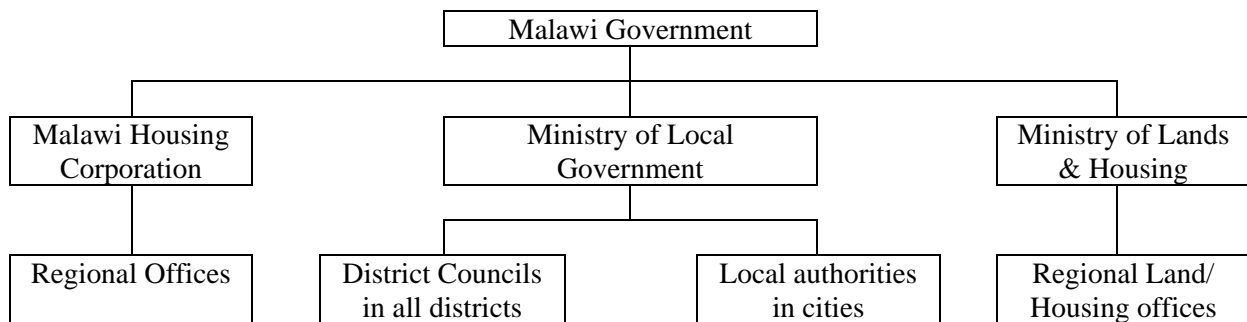 Malawi Government
Malawi Housing
Corporation
Ministry of Local
Government
Ministry of Lands
& Housing
Regional Offices
District Councils
in all districts
Local authorities
in cities
Regional Land/
Housing offices